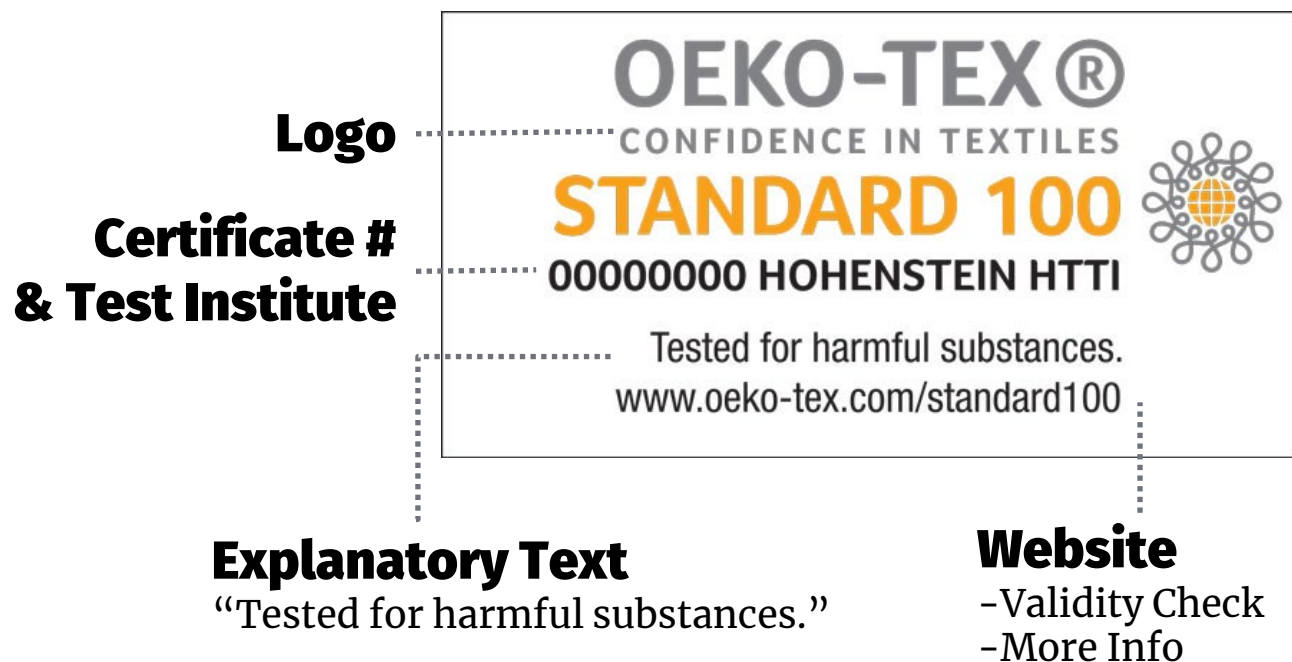 OEKO-TEX®
Logo
CONFIDENCE IN TEXTILES
STANDARD 100
Certificate #
& Test Institute
00000000 HOHENSTEIN HTTI
Tested for harmful substances.
www.oeko-tex.com/standard100
Explanatory Text
“Tested for harmful substances.”
Website
-Validity Check
-More Info